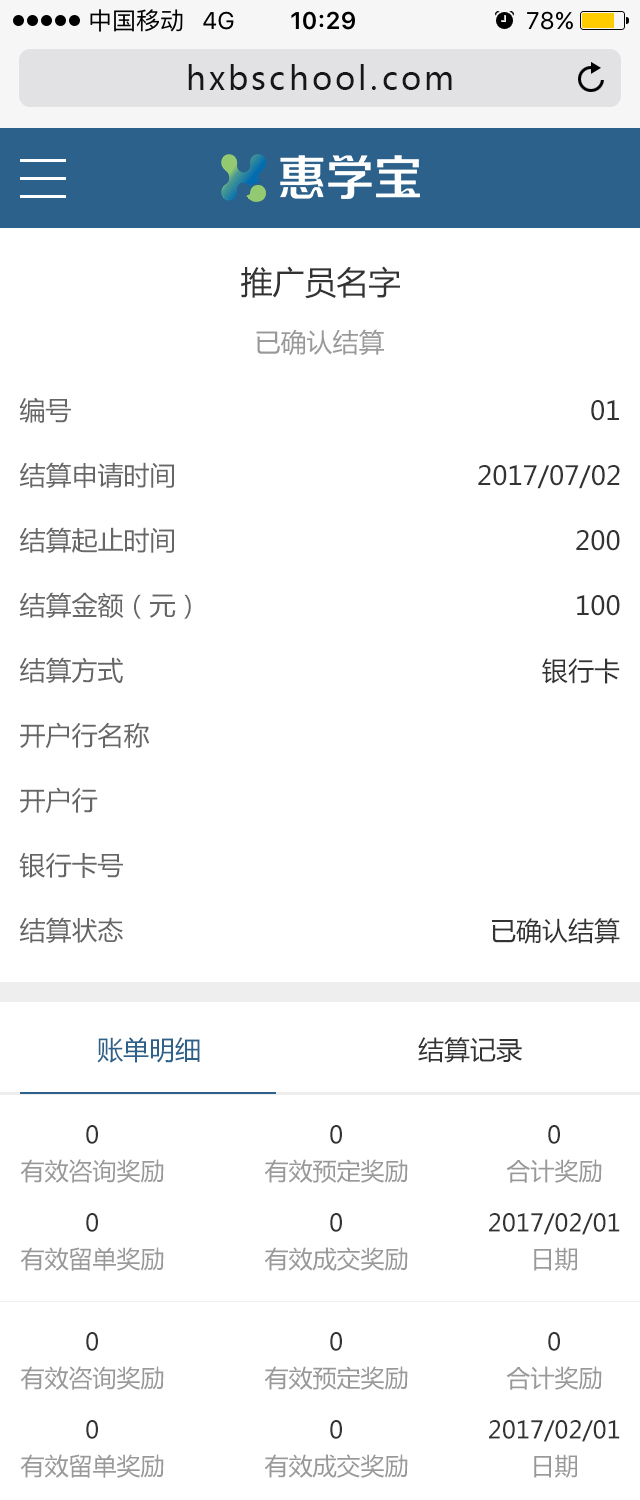 中国移动 4G 10:29 78%
hxbschool.com
惠学宝
推广员名字
已确认结算
编号 01
结算申请时间 2017/07/02
结算起止时间 200
结算金额（元） 100
结算方式 银行卡
开户行名称
开户行
银行卡号
结算状态 已确认结算
账单明细 结算记录
0 0 0
有效咨询奖励 有效预定奖励 合计奖励
0 0 2017/02/01
有效留单奖励 有效成交奖励 日期
0 0 0
有效咨询奖励 有效预定奖励 合计奖励
0 0 2017/02/01
有效留单奖励 有效成交奖励 日期